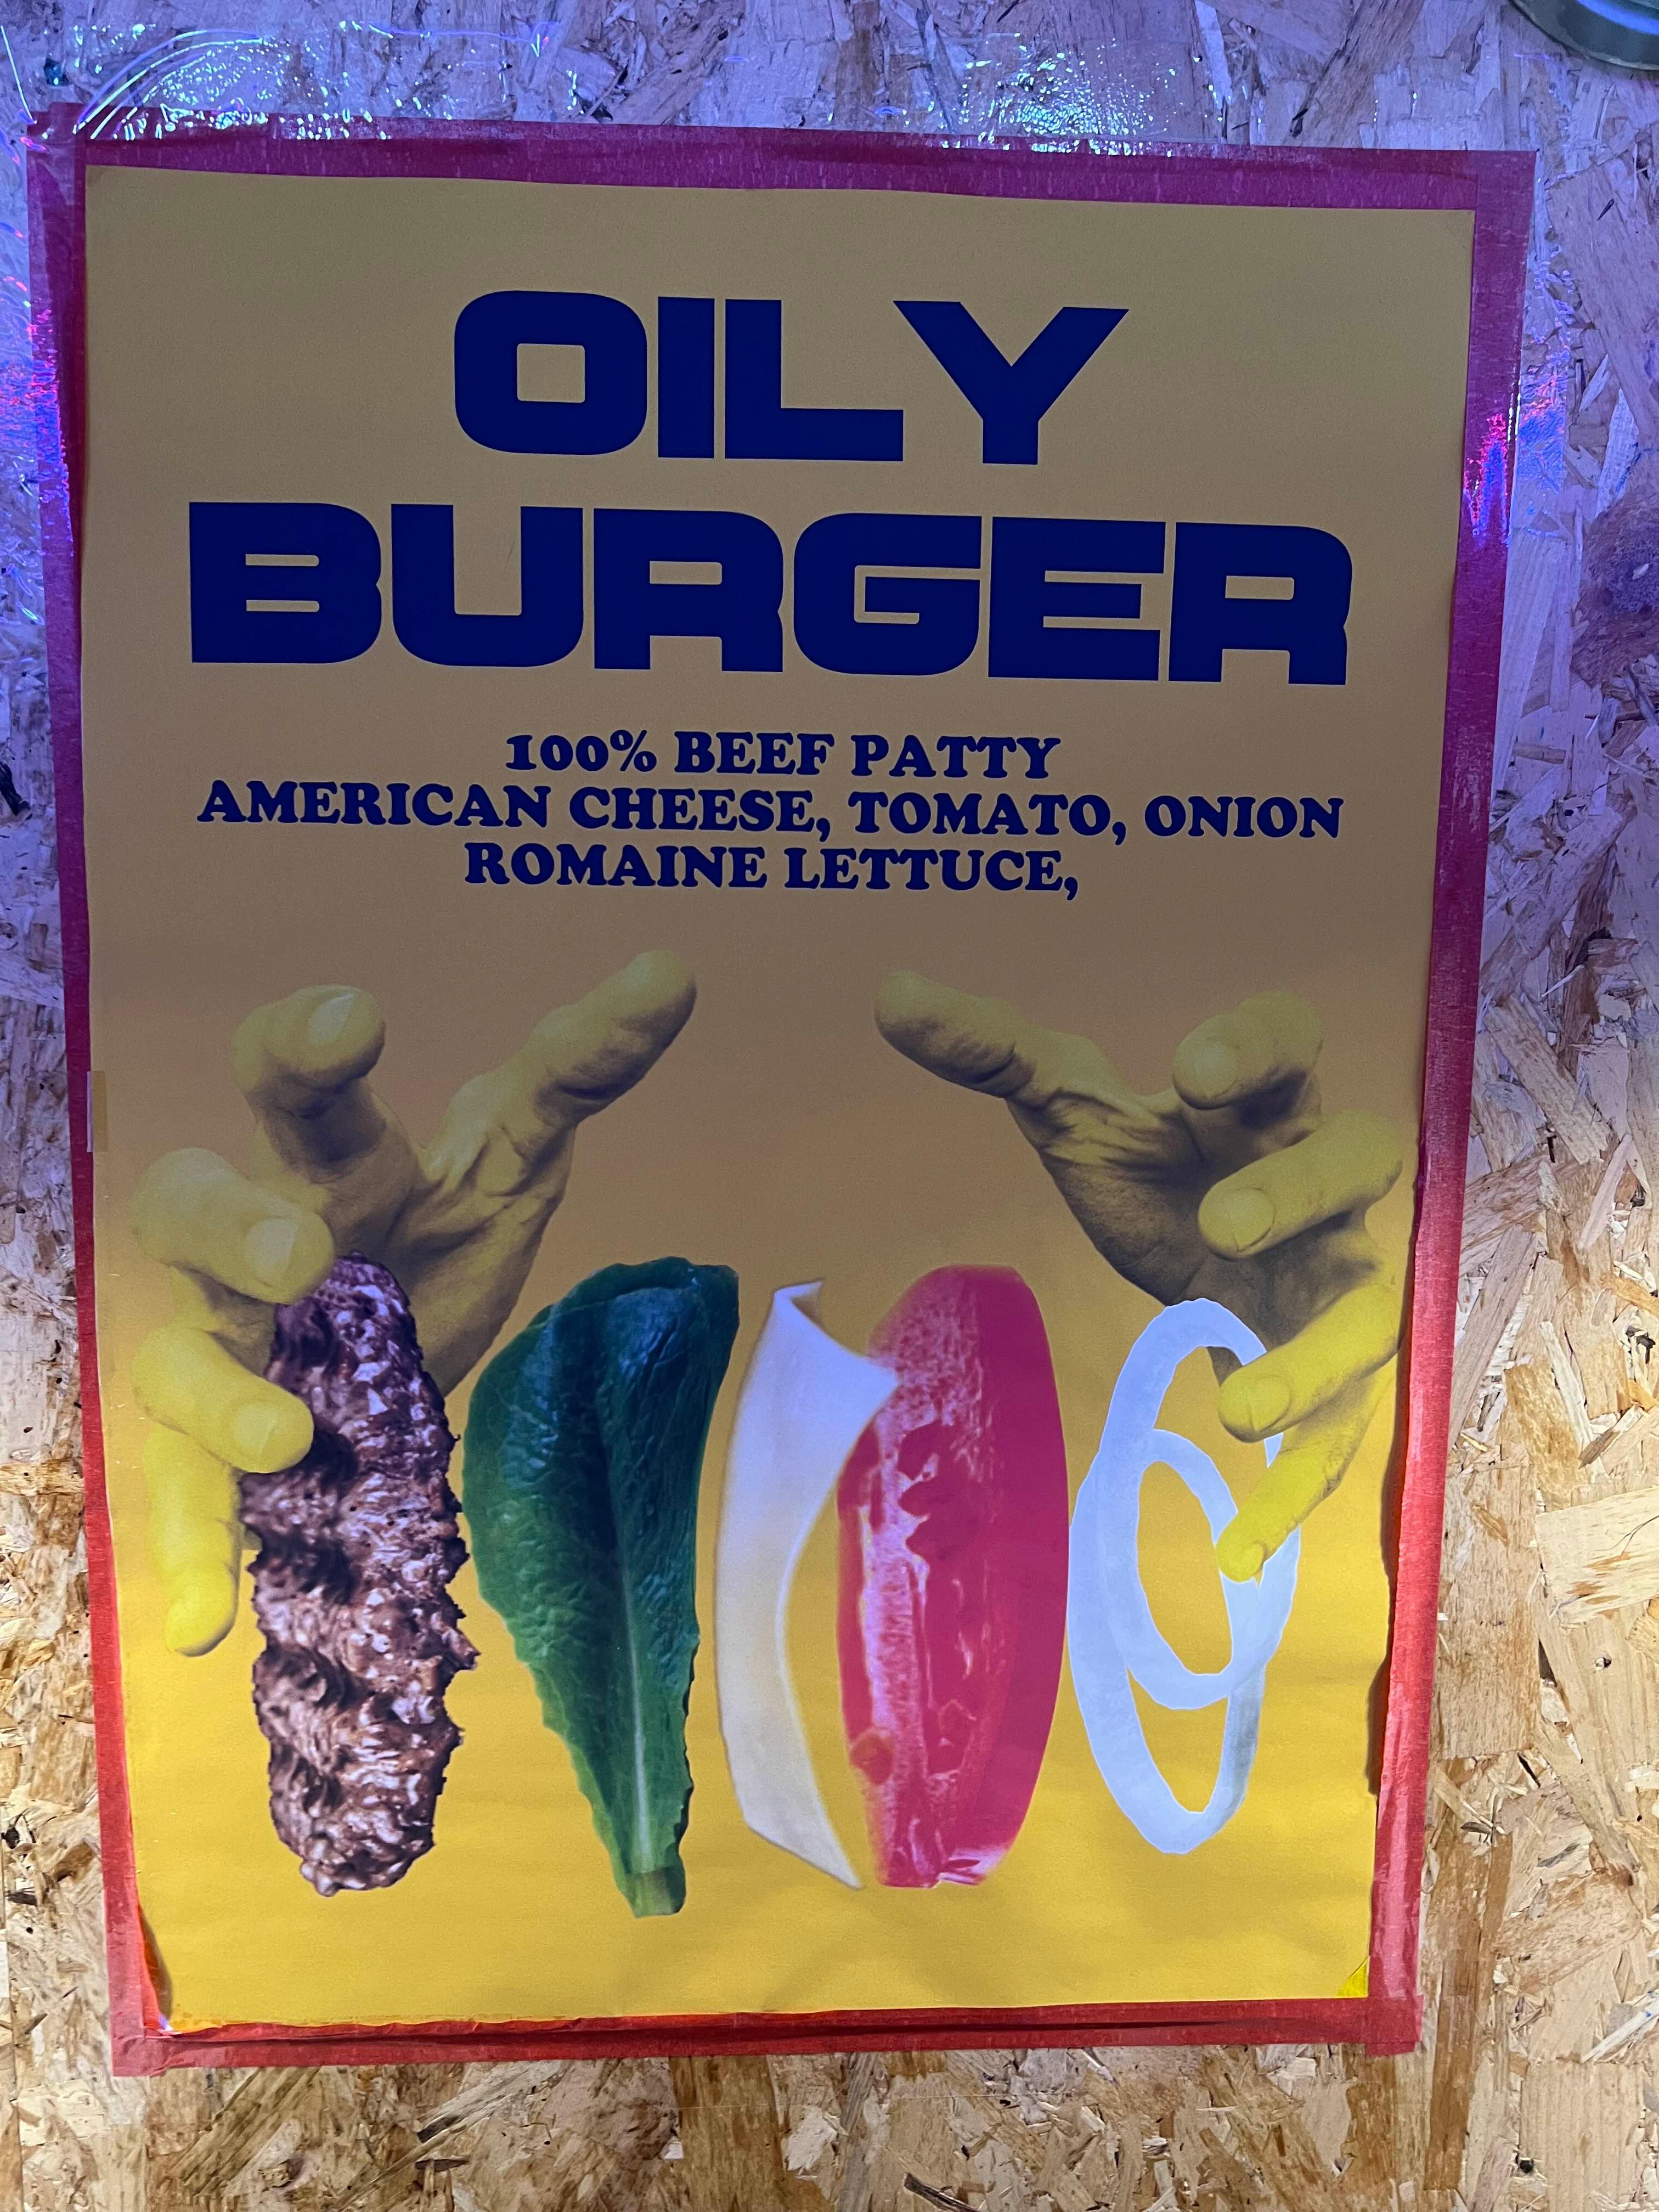 OILY
BURGER
100% BEEF PATTY
AMERICAN CHEESE, TOMATO, ONION
ROMAINE LETTUCE,